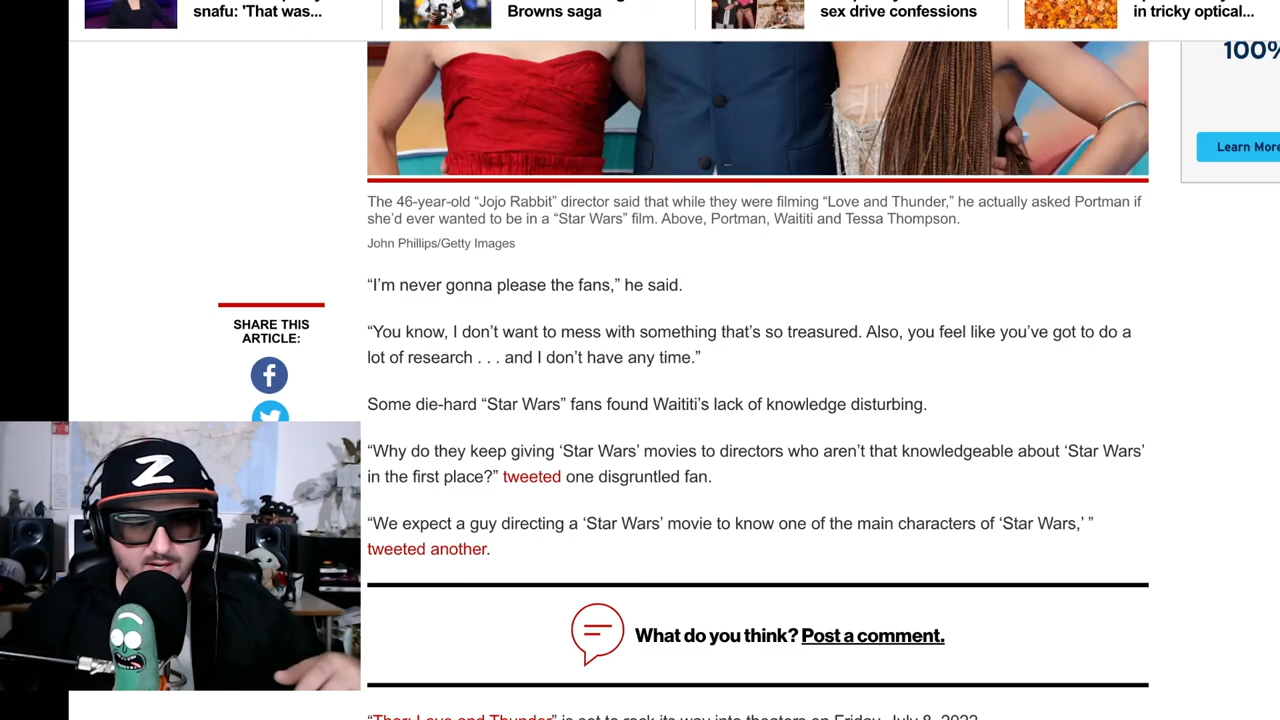 snafu: 'That was...
Browns saga
sex drive confessions
in tricky optical...
100%
Learn More
The 46-year-old “Jojo Rabbit” director said that while they were filming “Love and Thunder,” he actually asked Portman if
she’d ever wanted to be in a “Star Wars” film. Above, Portman, Waititi and Tessa Thompson.
John Phillips/Getty Images
“I’m never gonna please the fans,” he said.
“You know, I don’t want to mess with something that’s so treasured. Also, you feel like you’ve got to do a
lot of research . . . and I don’t have any time.”
SHARE THIS
ARTICLE:
Some die-hard “Star Wars” fans found Waititi’s lack of knowledge disturbing.
“Why do they keep giving ‘Star Wars’ movies to directors who aren’t that knowledgeable about ‘Star Wars’
in the first place?” tweeted one disgruntled fan.
“We expect a guy directing a ‘Star Wars’ movie to know one of the main characters of ‘Star Wars,’ ”
tweeted another.
What do you think? Post a comment.
“Thor: Love and Thunder” is set to rock its way into theaters on Friday, July 8, 2022.
Z